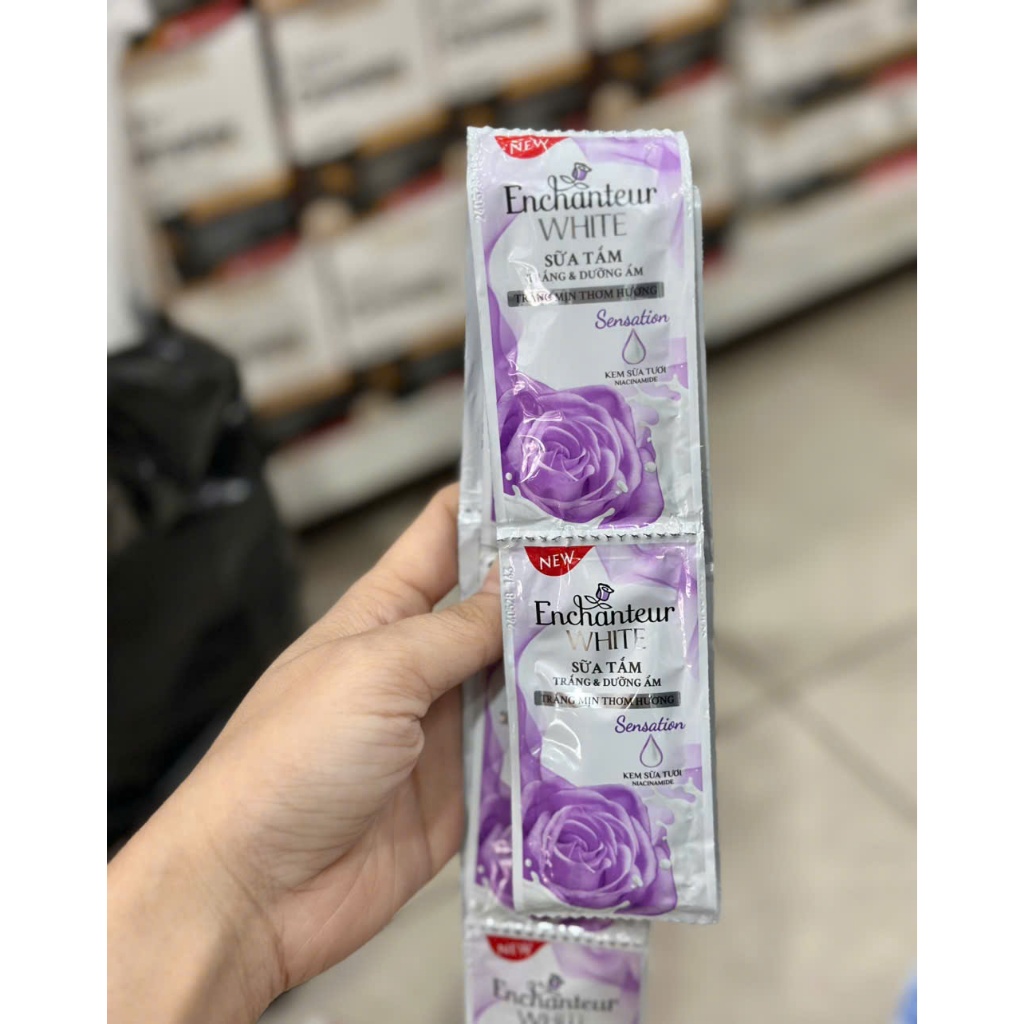 NEW
Enchanteur
WHITE
SỮA TẮM
TRẮNG & DƯỠNG ẨM
TRẮNG MỊN THƠM HƯƠNG
Sensation
KEM SỮA TƯƠI
NIACINAMIDE
NEW
Enchanteur
WHITE
SỮA TẮM
TRẮNG & DƯỠNG ẨM
TRẮNG MỊN THƠM HƯƠNG
Sensation
KEM SỮA TƯƠI
NIACINAMIDE
NEW
Enchanteur
WHITE